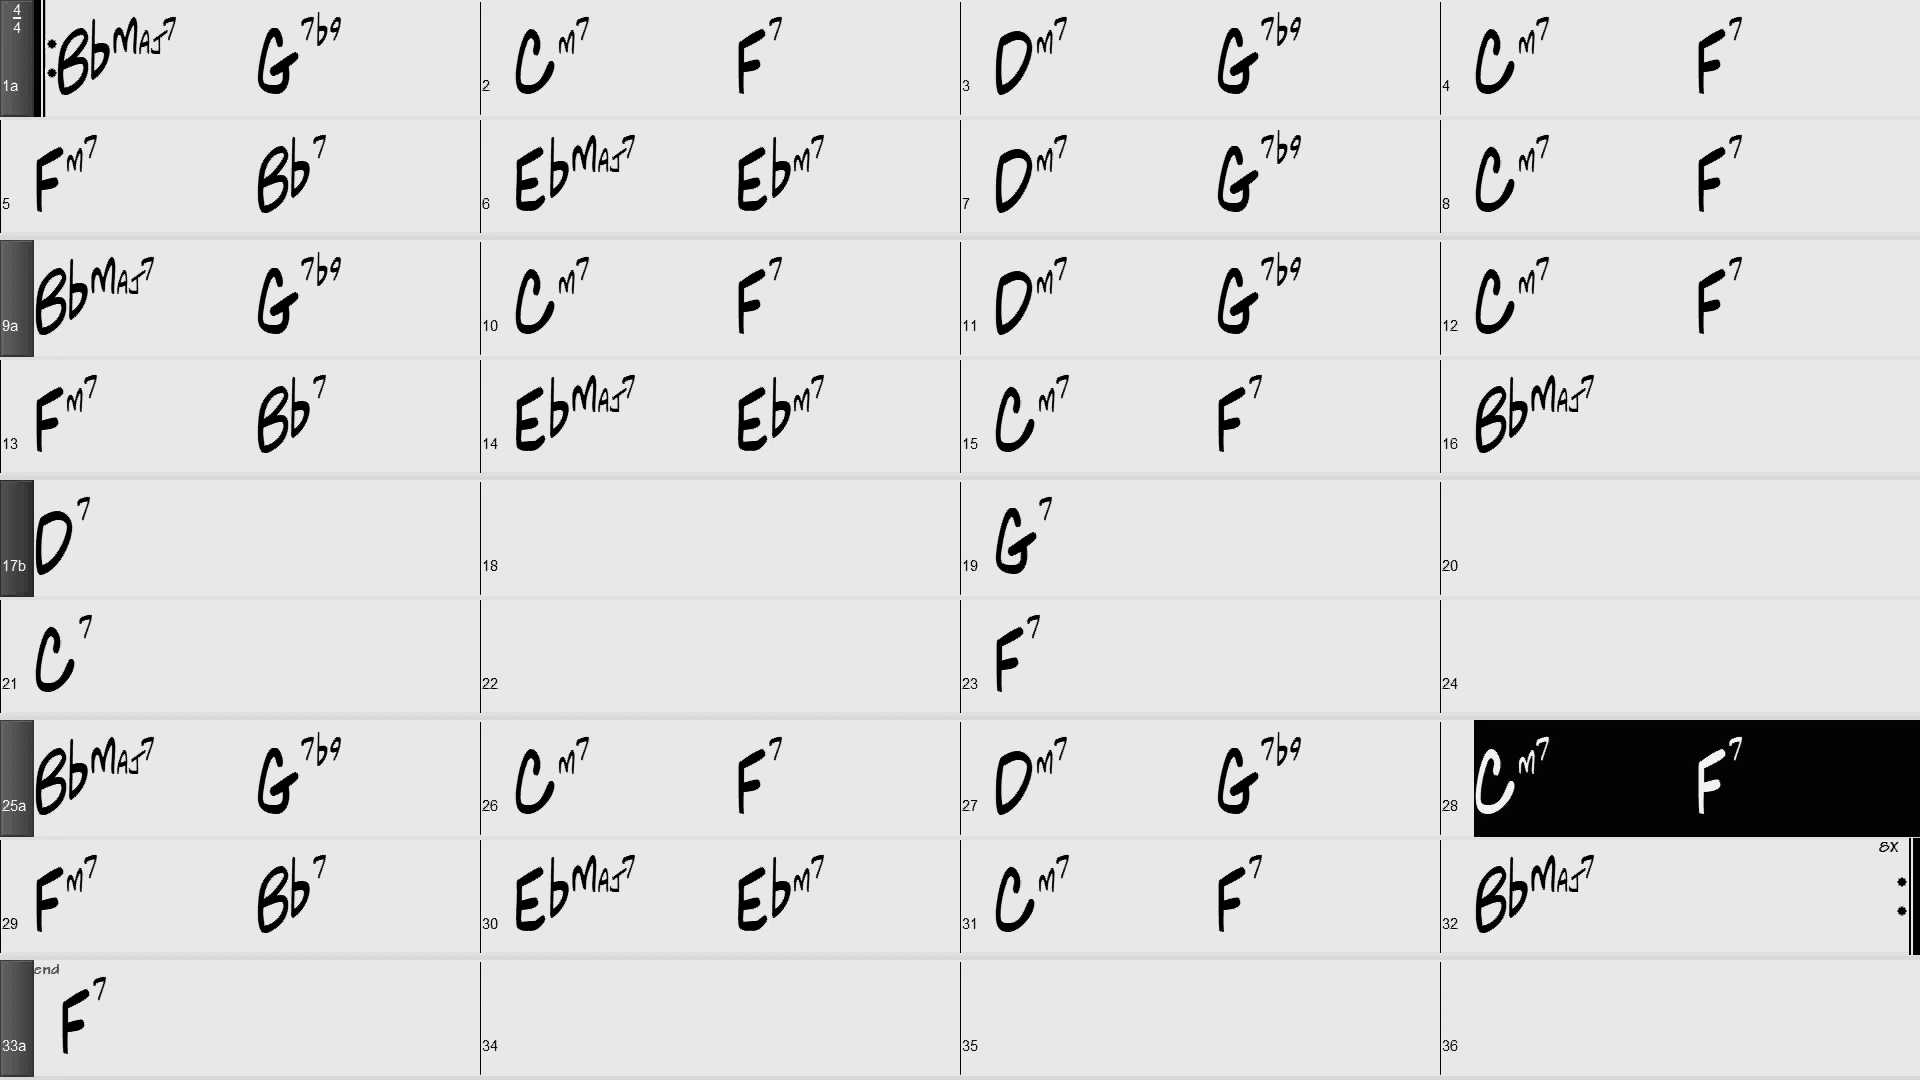 4
4
1a BbMAJ7 G7b9 2 Cm7 F7 3 Dm7 G7b9 4 Cm7 F7
5 Fm7 Bb7 6 EbMAJ7 Ebm7 7 Dm7 G7b9 8 Cm7 F7
9a BbMAJ7 G7b9 10 Cm7 F7 11 Dm7 G7b9 12 Cm7 F7
13 Fm7 Bb7 14 EbMAJ7 Ebm7 15 Cm7 F7 16 BbMAJ7
17b D7 18 19 G7 20
21 C7 22 23 F7 24
25a BbMAJ7 G7b9 26 Cm7 F7 27 Dm7 G7b9 28 Cm7 F7
8x
29 Fm7 Bb7 30 EbMAJ7 Ebm7 31 Cm7 F7 32 BbMAJ7
end
33a F7 34 35 36